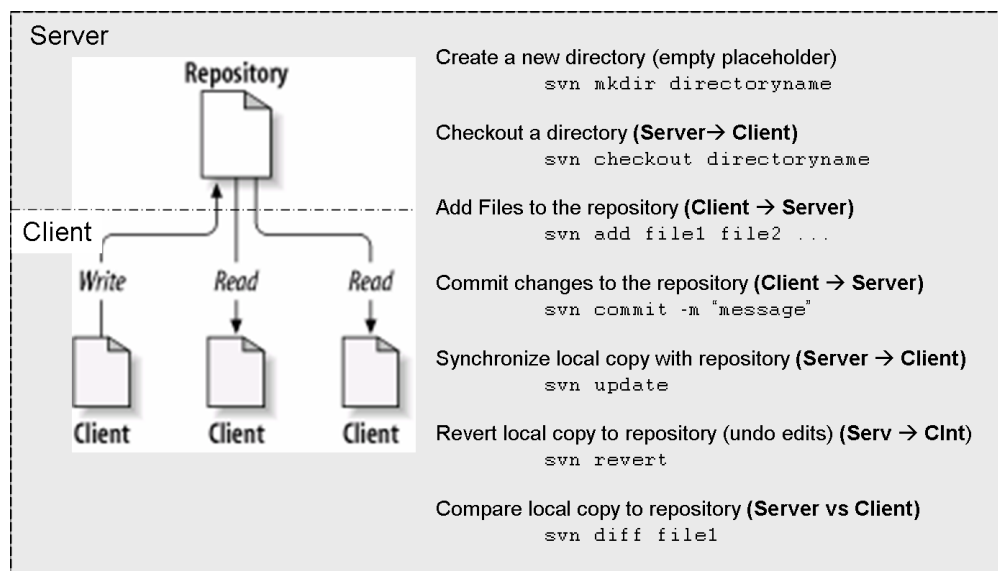 Server
Repository
Client
Write
Read
Read
Client
Client
Client
Create a new directory (empty placeholder)
svn mkdir directoryname
Checkout a directory (Server→ Client)
svn checkout directoryname
Add Files to the repository (Client → Server)
svn add file1 file2 ...
Commit changes to the repository (Client → Server)
svn commit -m “message”
Synchronize local copy with repository (Server → Client)
svn update
Revert local copy to repository (undo edits) (Serv → Clnt)
svn revert
Compare local copy to repository (Server vs Client)
svn diff file1